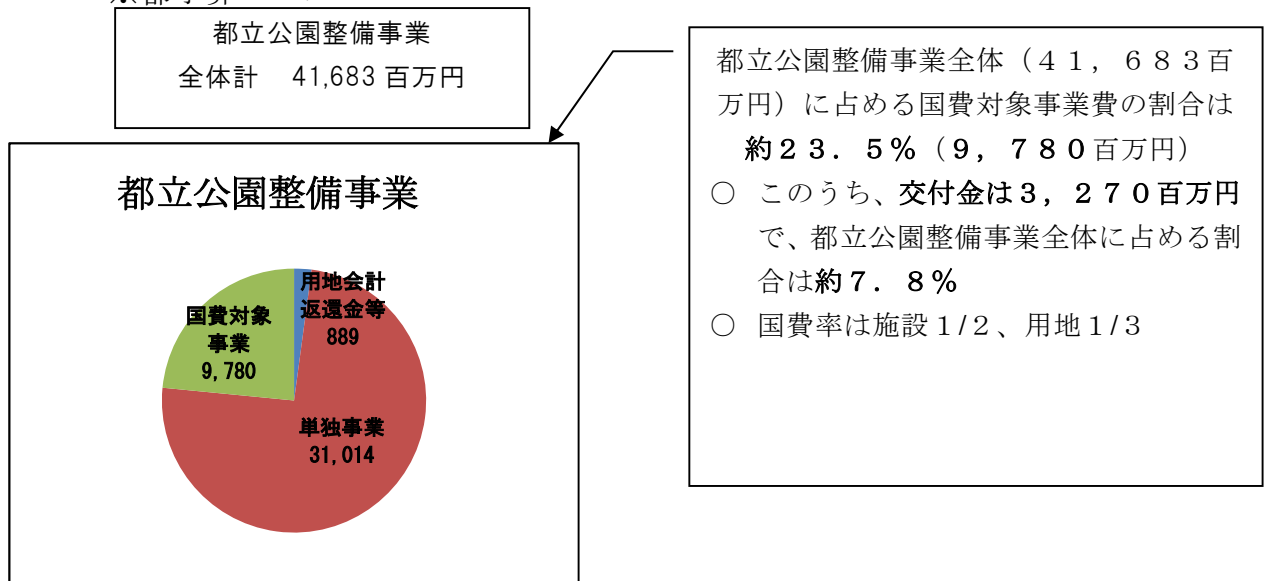 都立公園整備事業
全体計 41,683 百万円
都立公園整備事業全体(41,683百
万円)に占める国費対象事業費の割合は
約23.5%(9,780百万円)
○ このうち、交付金は3,270百万円
で、都立公園整備事業全体に占める割
合は約7.8%
○ 国費率は施設1/2、用地1/3
都立公園整備事業
用地会計
返還金等
889
国費対象
事業
9,780
単独事業
31,014